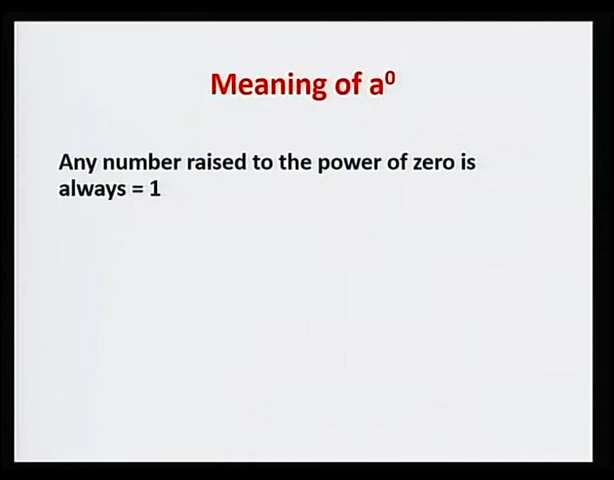 Meaning of a⁰
Any number raised to the power of zero is
always = 1